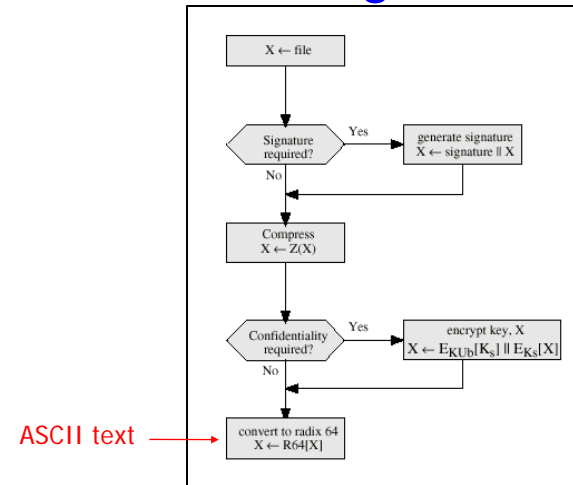 X ← file
Signature
required?
Yes
generate signature
X ← signature || X
No
Compress
X ← Z(X)
Confidentiality
required?
Yes
encrypt key, X
X ← E_KUb[K_s] || E_Ks[X]
No
convert to radix 64
X ← R64[X]
ASCII text